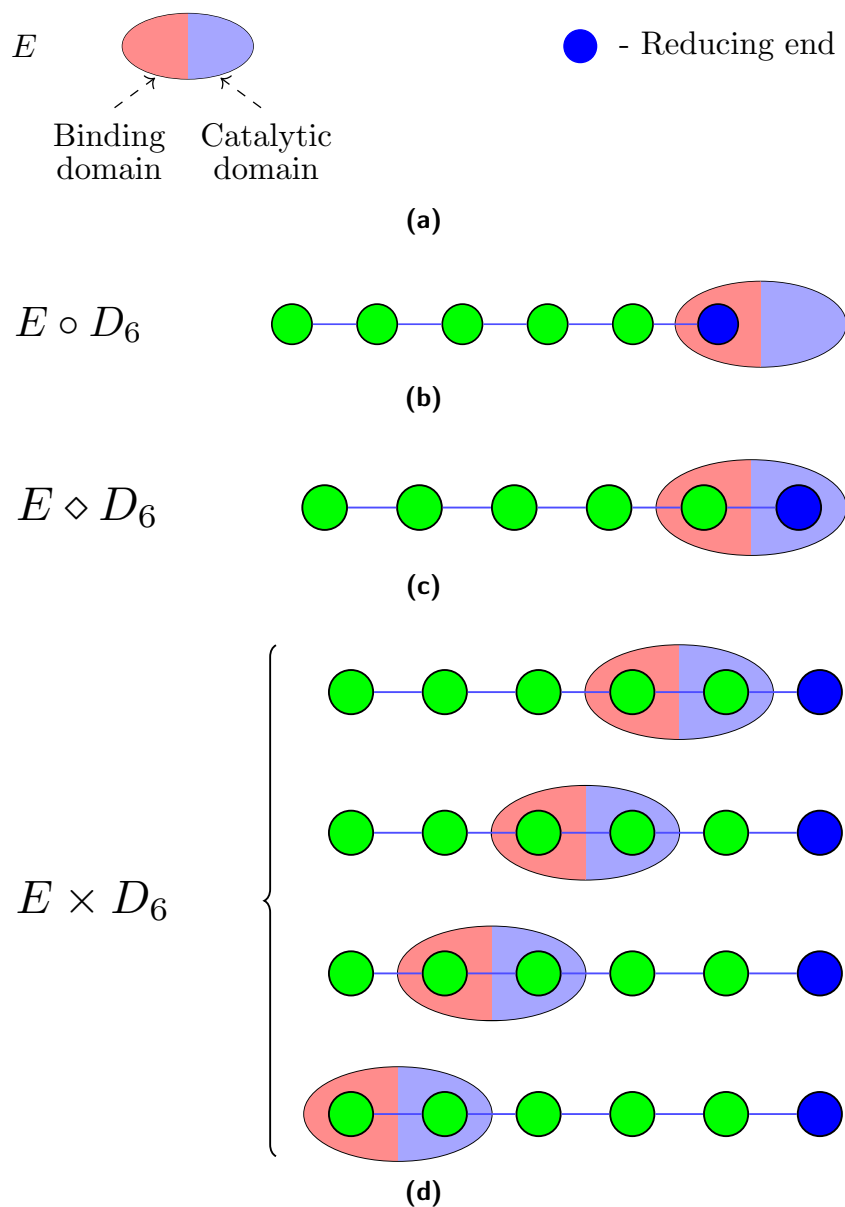 E
- Reducing end
Binding
domain
Catalytic
domain
(a)
E ∘ D₆
(b)
E ⋄ D₆
(c)
E × D₆
(d)